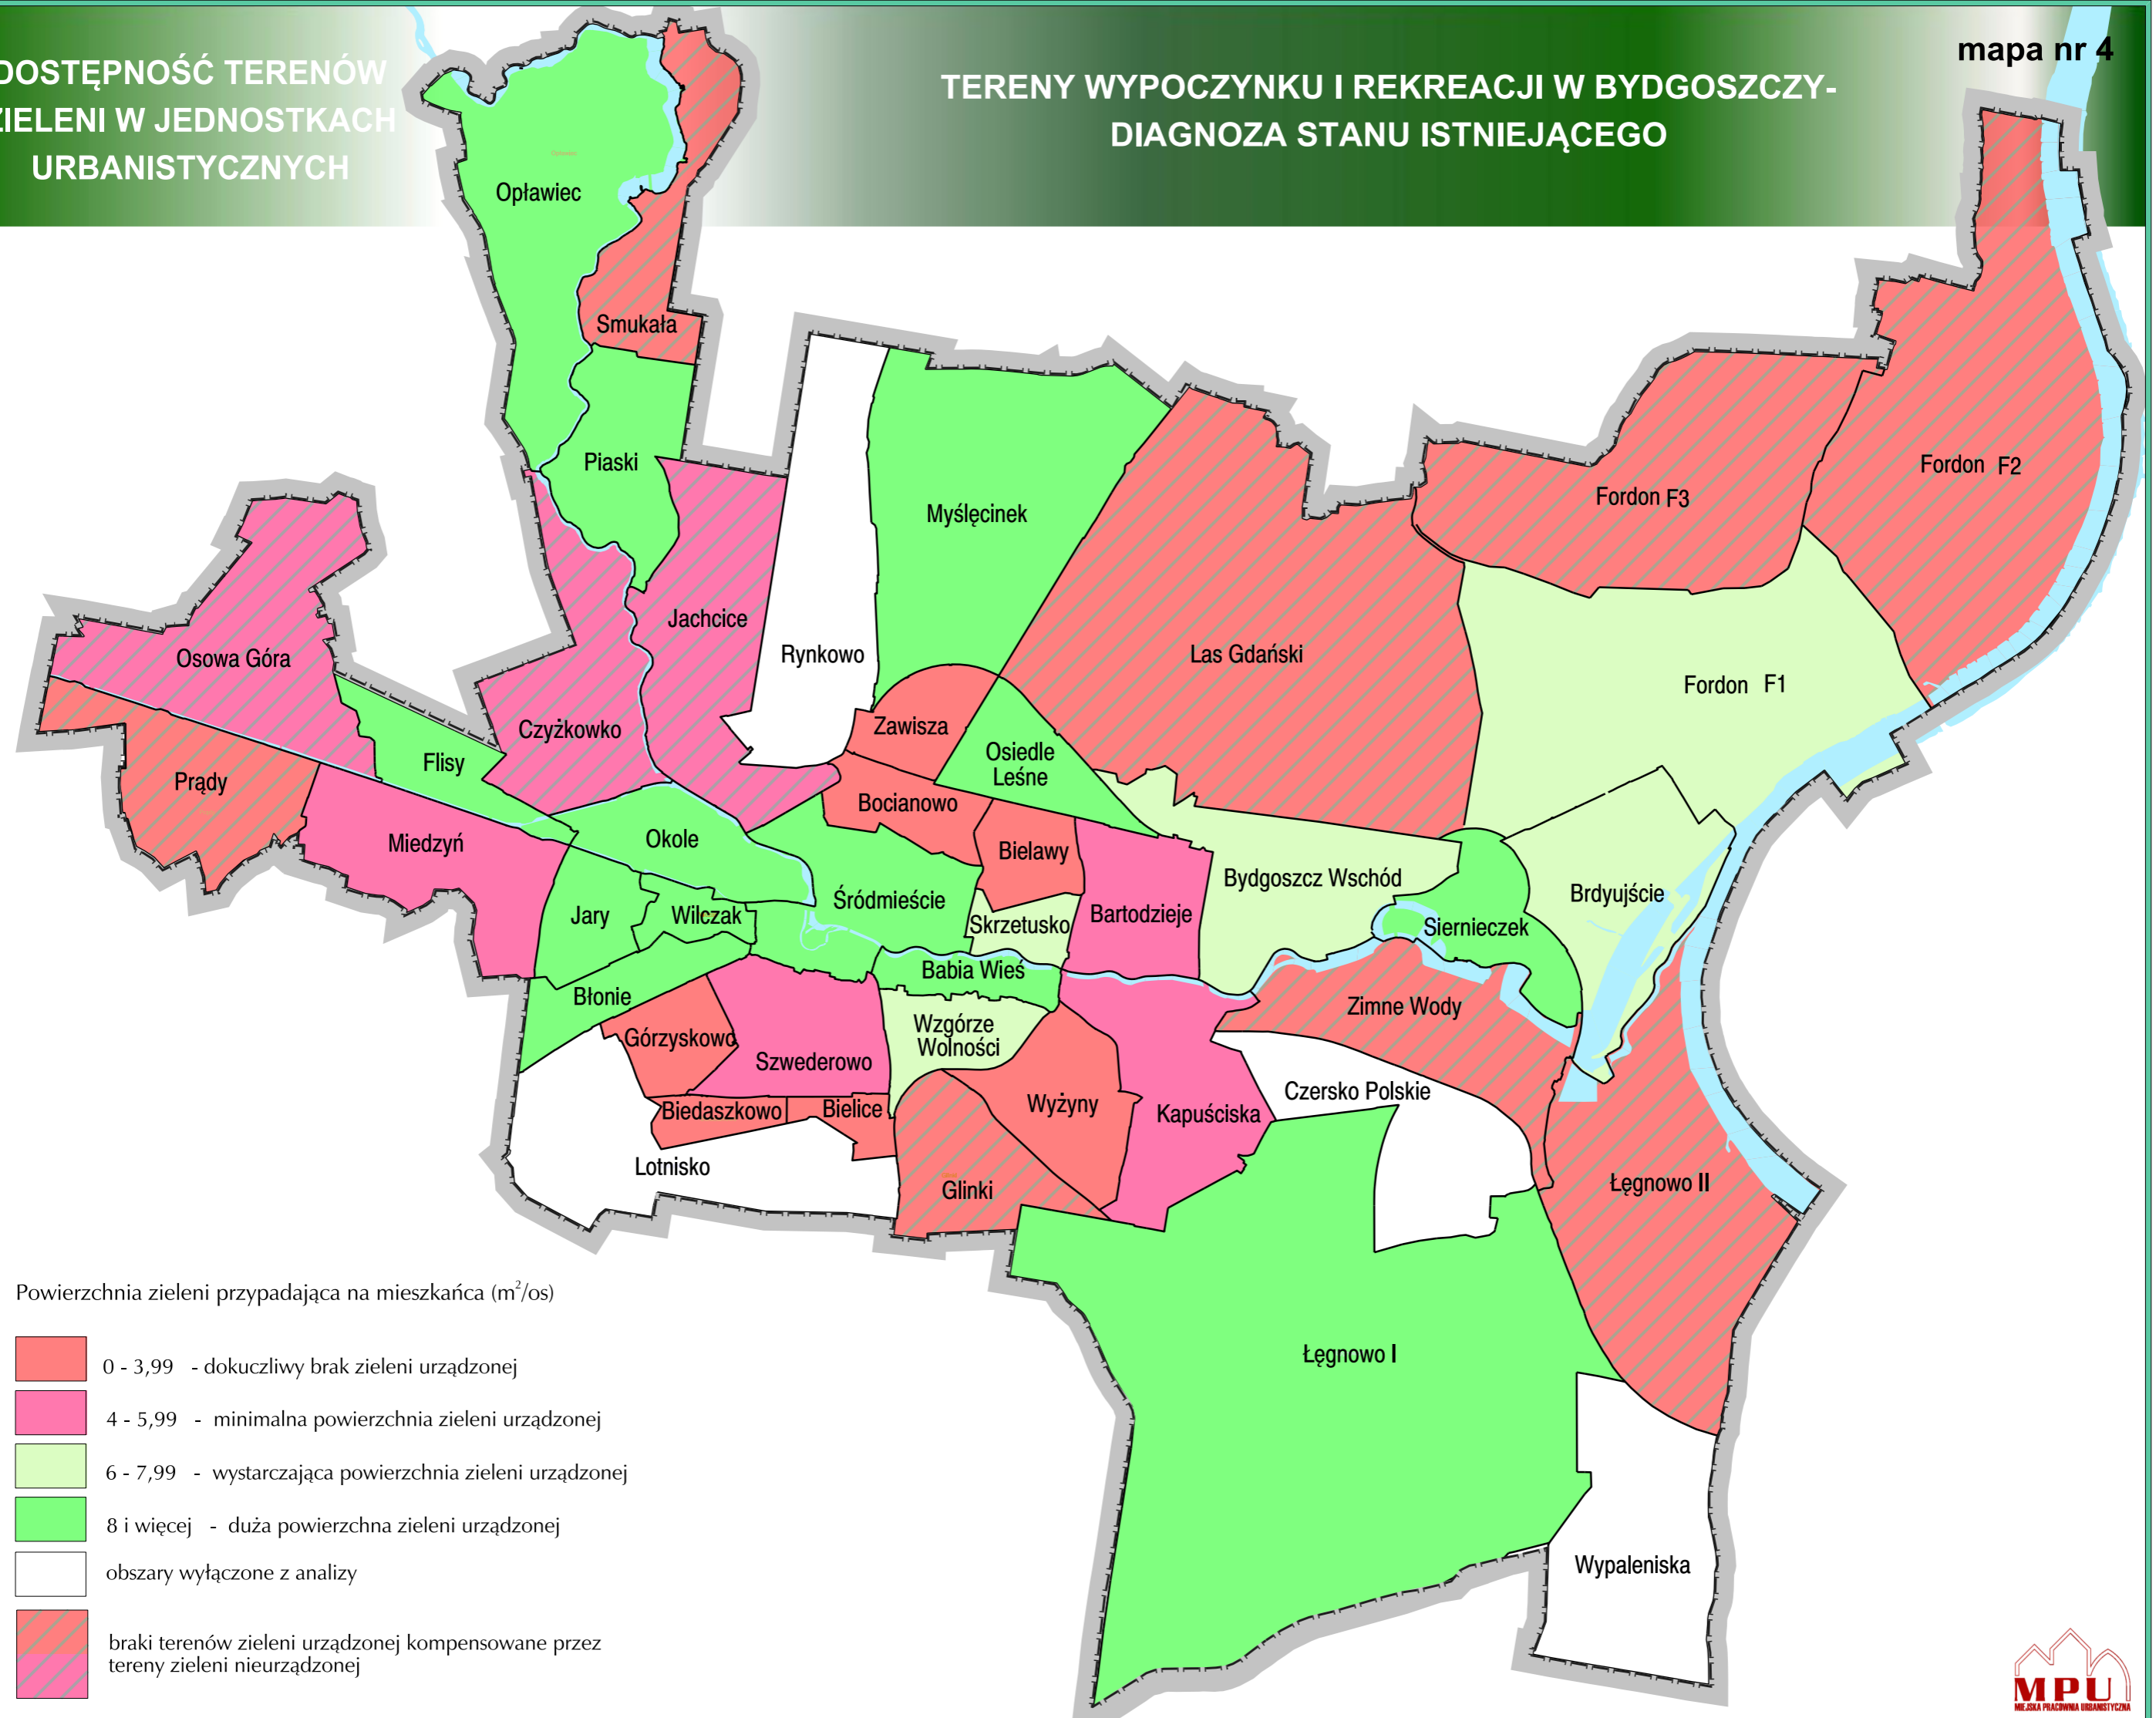 DOSTĘPNOŚĆ TERENÓW
ZIELENI W JEDNOSTKACH
URBANISTYCZNYCH
TERENY WYPOCZYNKU I REKREACJI W BYDGOSZCZY-
DIAGNOZA STANU ISTNIEJĄCEGO
mapa nr 4
Opławiec
Smukała
Piaski
Myślęcinek
Fordon F2
Fordon F3
Jachcice
Rynkowo
Osowa Góra
Las Gdański
Fordon F1
Czyżkowko
Zawisza
Flisy
Osiedle
Leśne
Prądy
Bocianowo
Miedzyń
Okole
Bielawy
Bydgoszcz Wschód
Brdyujście
Śródmieście
Jary
Wilczak
Skrzetusko
Bartodzieje
Siernieczek
Babia Wieś
Błonie
Zimne Wody
Górzyskowo
Wzgórze
Wolności
Szwederowo
Czersko Polskie
Biedaszkowo
Bielice
Wyżyny
Kapuściska
Lotnisko
Glinki
Łęgnowo II
Łęgnowo I
Wypaleniska
Powierzchnia zieleni przypadająca na mieszkańca (m²/os)
0 - 3,99 - dokuczliwy brak zieleni urządzonej
4 - 5,99 - minimalna powierzchnia zieleni urządzonej
6 - 7,99 - wystarczająca powierzchnia zieleni urządzonej
8 i więcej - duża powierzchna zieleni urządzonej
obszary wyłączone z analizy
braki terenów zieleni urządzonej kompensowane przez
tereny zieleni nieurządzonej
MPU
MIEJSKA PRACOWNIA URBANISTYCZNA